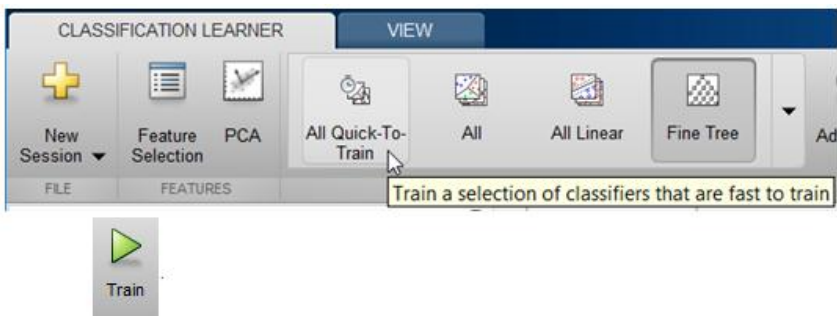 CLASSIFICATION LEARNER VIEW
New Session Feature Selection PCA All Quick-To-Train All All Linear Fine Tree Ad
FILE FEATURES
Train a selection of classifiers that are fast to train
Train